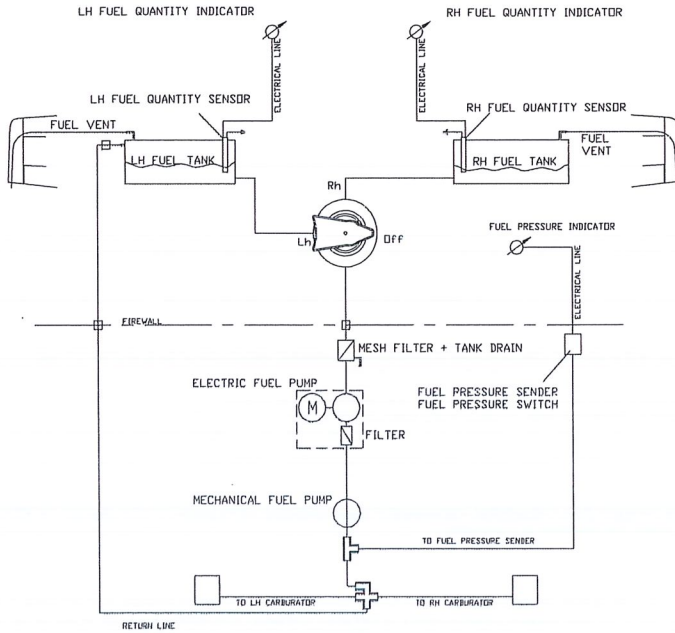 LH FUEL QUANTITY INDICATOR
RH FUEL QUANTITY INDICATOR
ELECTRICAL LINE
ELECTRICAL LINE
LH FUEL QUANTITY SENSOR
RH FUEL QUANTITY SENSOR
FUEL VENT
FUEL
VENT
LH FUEL TANK
RH FUEL TANK
Rh
Lh
Off
FUEL PRESSURE INDICATOR
ELECTRICAL LINE
FIREWALL
MESH FILTER + TANK DRAIN
ELECTRIC FUEL PUMP
FUEL PRESSURE SENDER
FUEL PRESSURE SWITCH
M
FILTER
MECHANICAL FUEL PUMP
TO FUEL PRESSURE SENDER
TO LH CARBURATOR
TO RH CARBURATOR
RETURN LINE